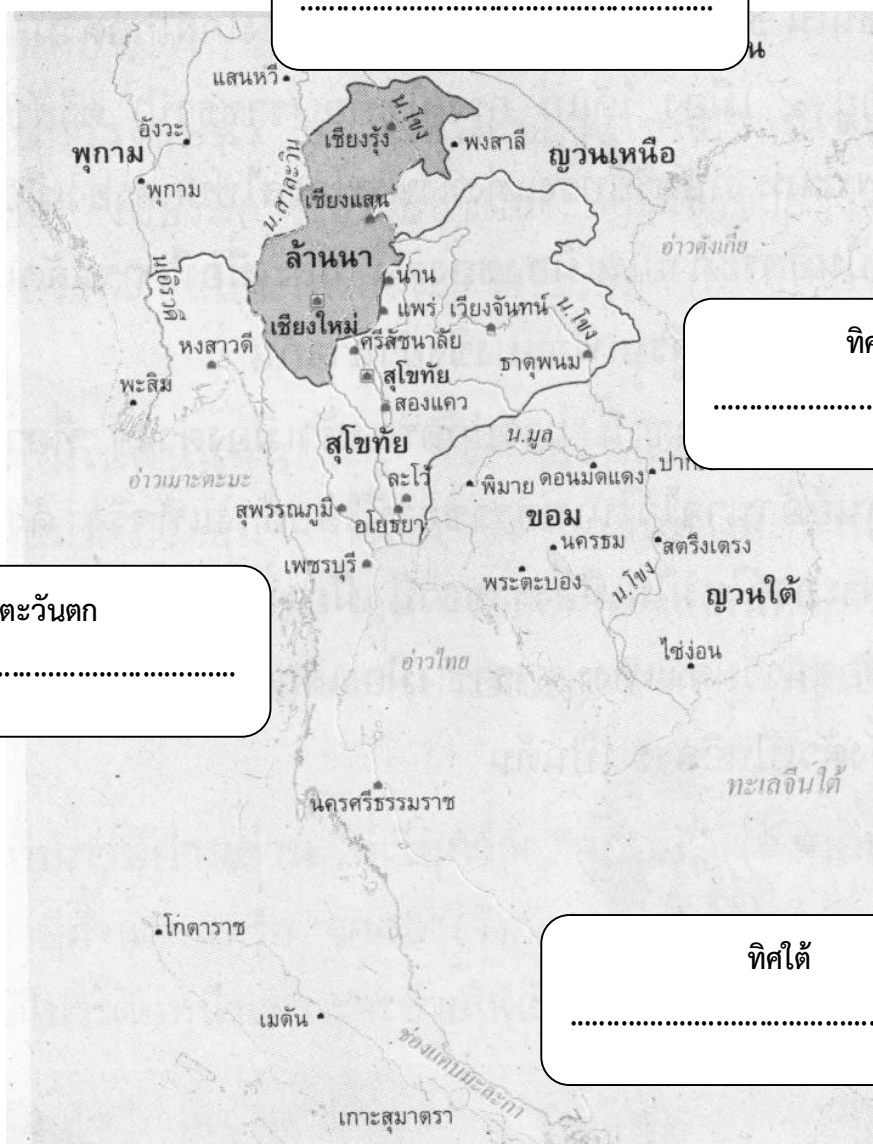 ........................................................
น
แสนหวี
น.โขง
อังวะ
เชียงรุ้ง
พงสาลี
พุกาม
ญวนเหนือ
น.สาละวิน
พุกาม
เชียงแสน
อ่าวตังเกี๋ย
ล้านนา
น่าน
แพร่
เวียงจันทน์
น.โขง
เชียงใหม่
หงสาวดี
ศรีสัชนาลัย
ธาตุพนม
ทิศ
......................
พะสิม
สุโขทัย
สองแคว
น.มูล
สุโขทัย
อ่าวเมาะตะมะ
ละโว้
พิมาย
ดอนมดแดง
สุพรรณภูมิ
อโยธยา
ขอม
นครธม
สตรึงเตรง
เพชรบุรี
พระตะบอง
น.โขง
ญวนใต้
ตะวันตก
.................................
อ่าวไทย
ไซ่ง่อน
ทะเลจีนใต้
นครศรีธรรมราช
โกตาราช
ทิศใต้
..........................................
เมดัน
ช่องแคบมะละกา
เกาะสุมาตรา